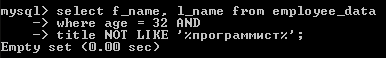 mysql> select f_name, l_name from employee_data
-> where age = 32 AND
-> title NOT LIKE '%программист%';
Empty set (0.00 sec)